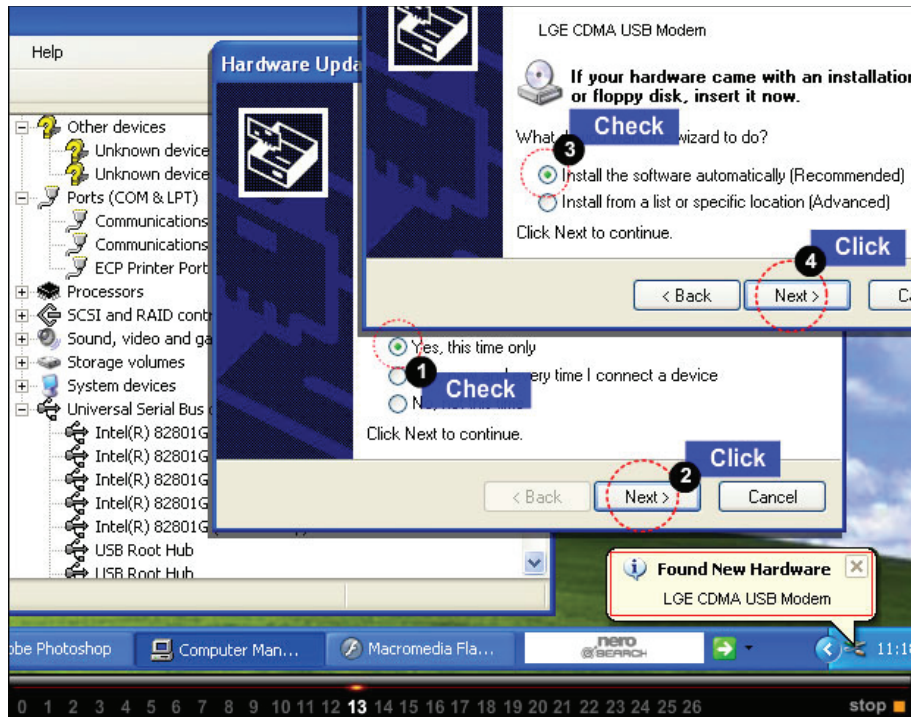 Help
Other devices
Unknown device
Unknown device
Ports (COM & LPT)
Communications
Communications
ECP Printer Port
Processors
SCSI and RAID cont
Sound, video and ga
Storage volumes
System devices
Universal Serial Bus
Intel(R) 82801G
Intel(R) 82801G
Intel(R) 82801G
Intel(R) 82801G
Intel(R) 82801G
USB Root Hub
USB Root Hub
Hardware Upda
LGE CDMA USB Modem
If your hardware came with an installation
or floppy disk, insert it now.
What wizard to do?
Check
3
Install the software automatically (Recommended)
Install from a list or specific location (Advanced)
Click Next to continue.
4
Click
< Back
Next >
Yes, this time only
1
Check
ery time I connect a device
Click Next to continue.
2
Click
< Back
Next >
Cancel
Found New Hardware
LGE CDMA USB Modem
obe Photoshop
Computer Man...
Macromedia Fla...
nero
SEARCH
11:18
0 1 2 3 4 5 6 7 8 9 10 11 12 13 14 15 16 17 18 19 20 21 22 23 24 25 26
stop